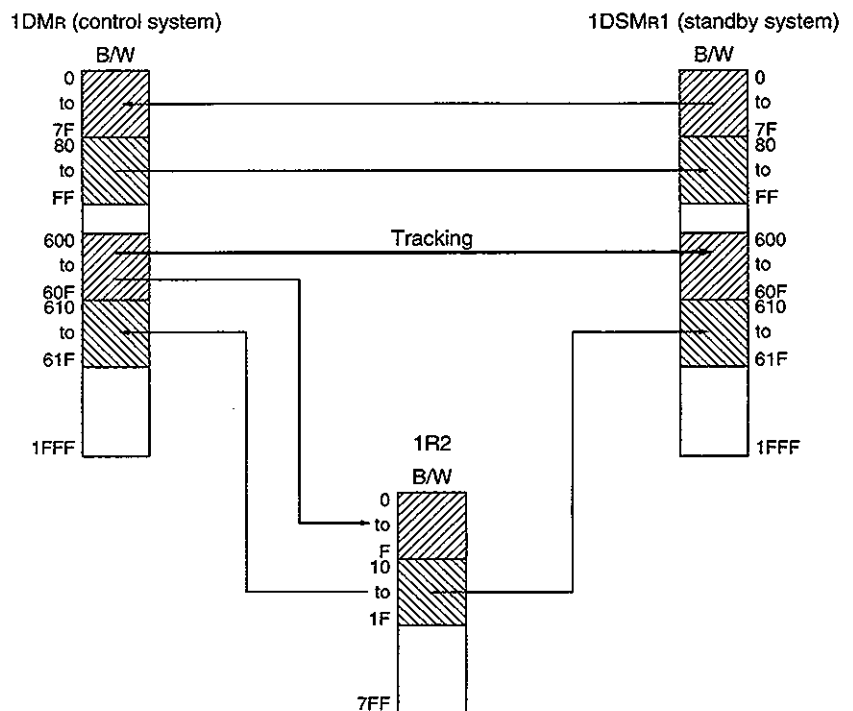 1DMR (control system)
1DSMR1 (standby system)
B/W
B/W
0
to
7F
80
to
FF
600
to
60F
610
to
61F
1FFF
0
to
7F
80
to
FF
600
to
60F
610
to
61F
1FFF
Tracking
1R2
B/W
0
to
F
10
to
1F
7FF